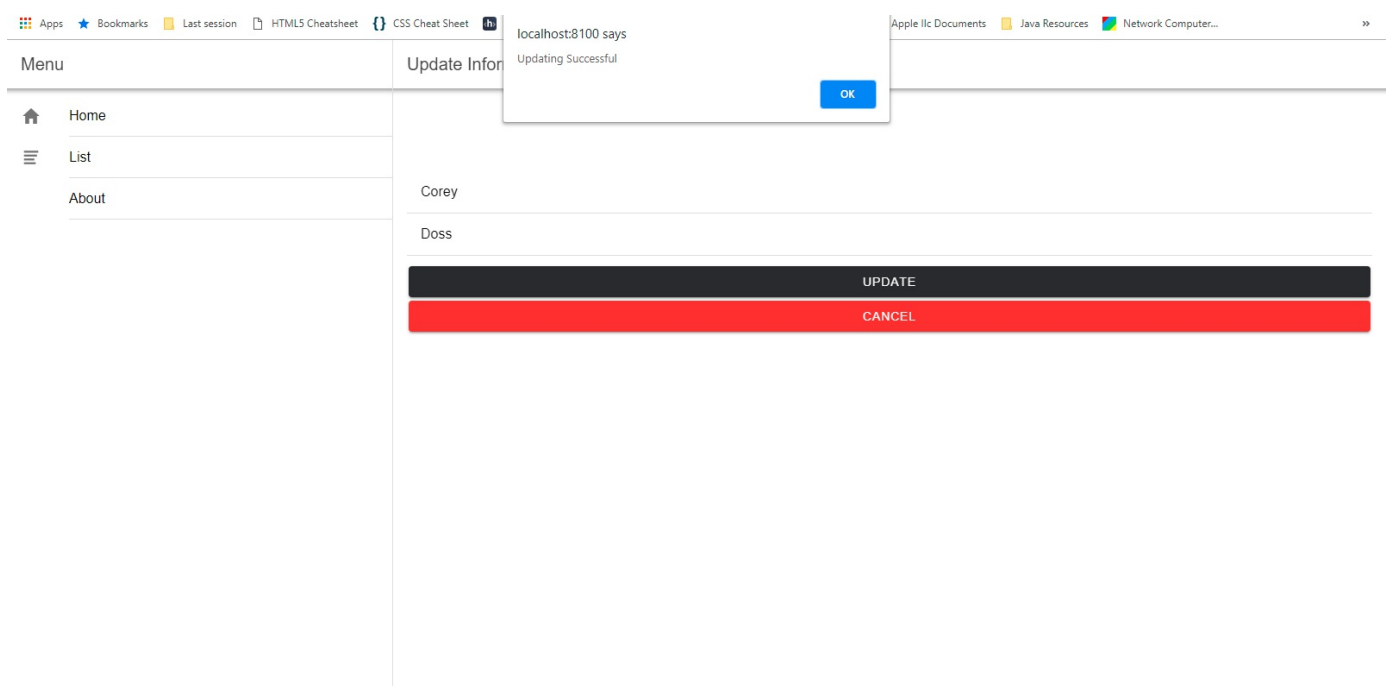 Apps Bookmarks Last session HTML5 Cheatsheet {} CSS Cheat Sheet <h> Apple IIc Documents Java Resources Network Computer... »
localhost:8100 says
Updating Successful
OK
Menu
Update Infor
Home
List
About
Corey
Doss
UPDATE
CANCEL